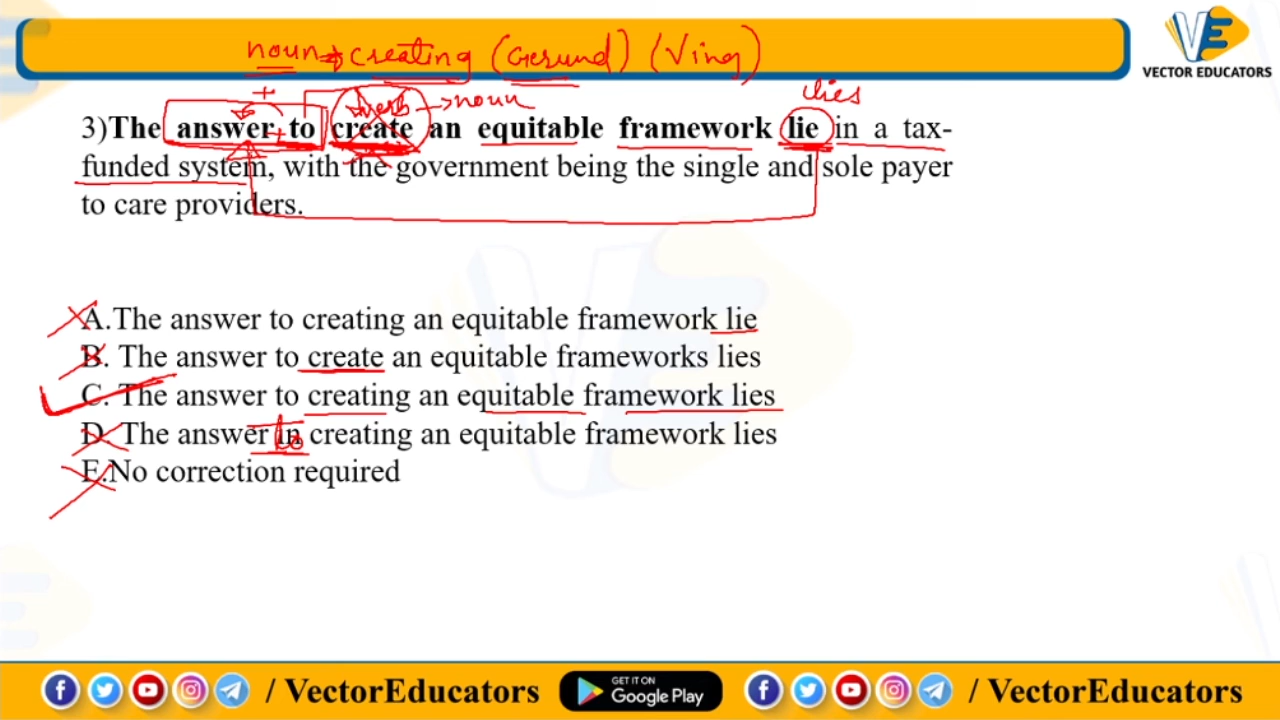 noun → creating (Gerund) (Ving)
VE
VECTOR EDUCATORS
+ verb → noun lies
3)The answer to create an equitable framework lie in a tax-
funded system, with the government being the single and sole payer
to care providers.
A.The answer to creating an equitable framework lie
B. The answer to create an equitable frameworks lies
C. The answer to creating an equitable framework lies
D. The answer in creating an equitable framework lies
to
E.No correction required
/ VectorEducators
GET IT ON
Google Play
/ VectorEducators